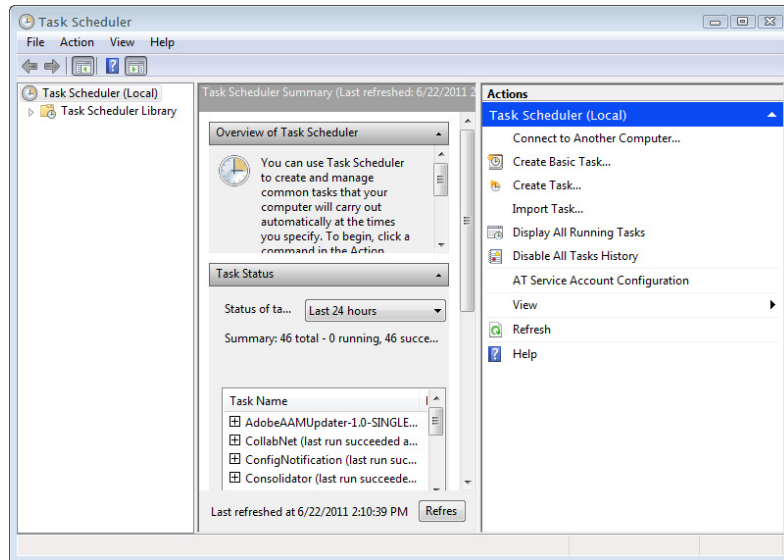 Task Scheduler
File Action View Help
Task Scheduler (Local)
Task Scheduler Library
Task Scheduler Summary (Last refreshed: 6/22/2011 2
Overview of Task Scheduler
You can use Task Scheduler
to create and manage
common tasks that your
computer will carry out
automatically at the times
you specify. To begin, click a
command in the Action
Task Status
Status of ta... Last 24 hours
Summary: 46 total - 0 running, 46 succe...
Task Name
AdobeAAMUpdater-1.0-SINGLE...
CollabNet (last run succeeded a...
ConfigNotification (last run suc...
Consolidator (last run succeede...
Last refreshed at 6/22/2011 2:10:39 PM Refres
Actions
Task Scheduler (Local)
Connect to Another Computer...
Create Basic Task...
Create Task...
Import Task...
Display All Running Tasks
Disable All Tasks History
AT Service Account Configuration
View
Refresh
Help